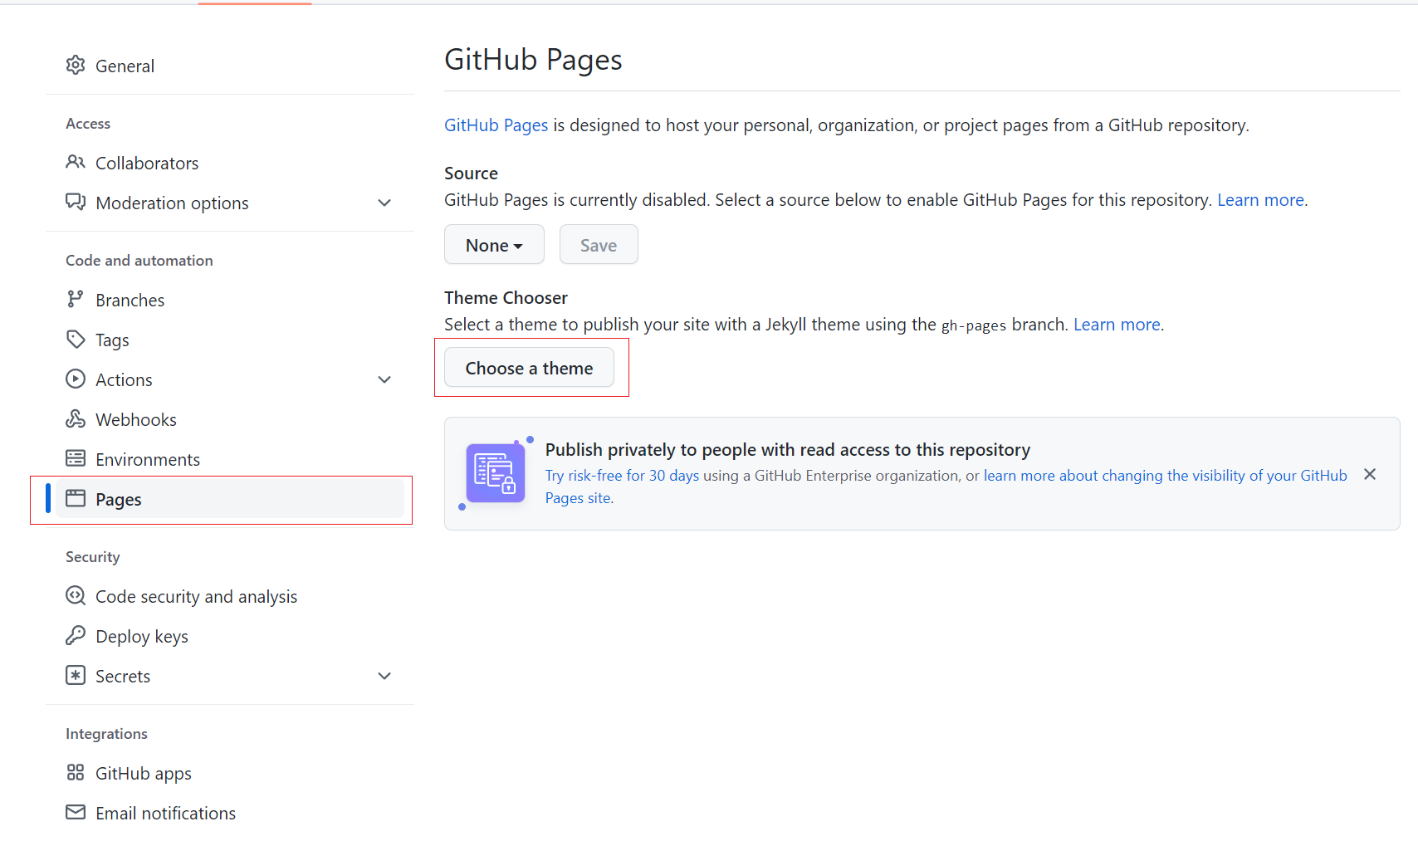 General
Access
Collaborators
Moderation options
Code and automation
Branches
Tags
Actions
Webhooks
Environments
Pages
Security
Code security and analysis
Deploy keys
Secrets
Integrations
GitHub apps
Email notifications
GitHub Pages
GitHub Pages is designed to host your personal, organization, or project pages from a GitHub repository.
Source
GitHub Pages is currently disabled. Select a source below to enable GitHub Pages for this repository. Learn more.
None Save
Theme Chooser
Select a theme to publish your site with a Jekyll theme using the gh-pages branch. Learn more.
Choose a theme
Publish privately to people with read access to this repository
Try risk-free for 30 days using a GitHub Enterprise organization, or learn more about changing the visibility of your GitHub
Pages site.